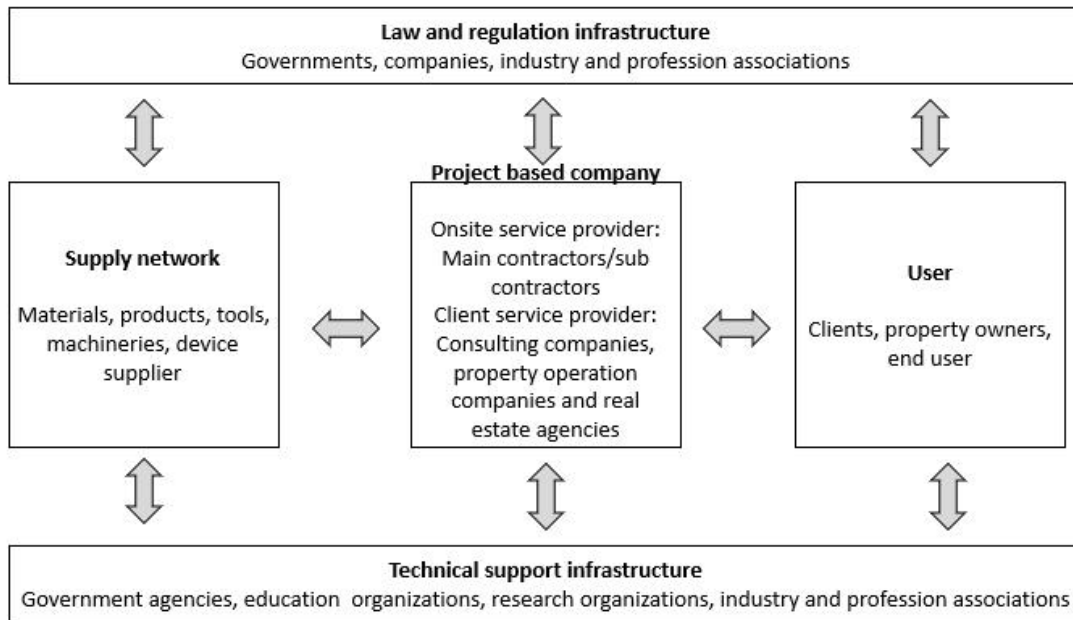 Law and regulation infrastructure
Governments, companies, industry and profession associations
Supply network
Materials, products, tools,
machineries, device
supplier
Project based company
Onsite service provider:
Main contractors/sub
contractors
Client service provider:
Consulting companies,
property operation
companies and real
estate agencies
User
Clients, property owners,
end user
Technical support infrastructure
Government agencies, education organizations, research organizations, industry and profession associations